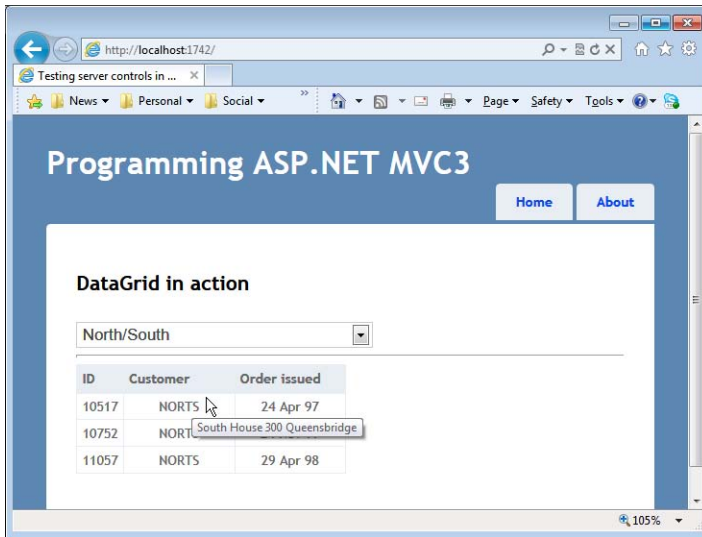 http://localhost:1742/
Testing server controls in ...
News Personal Social Page Safety Tools
Programming ASP.NET MVC3
Home About
DataGrid in action
North/South
ID Customer Order issued
10517 NORTS 24 Apr 97
South House 300 Queensbridge
10752
11057 NORTS 29 Apr 98
105%